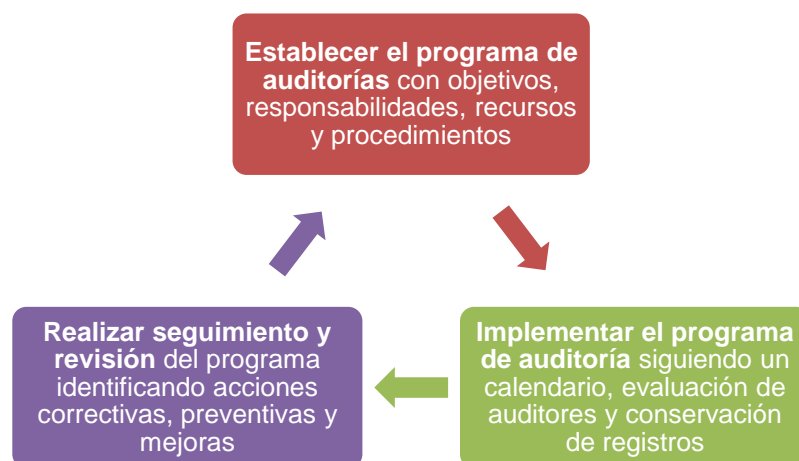 Establecer el programa de
auditorías con objetivos,
responsabilidades, recursos
y procedimientos
Realizar seguimiento y
revisión del programa
identificando acciones
correctivas, preventivas y
mejoras
Implementar el programa
de auditoría siguiendo un
calendario, evaluación de
auditores y conservación
de registros